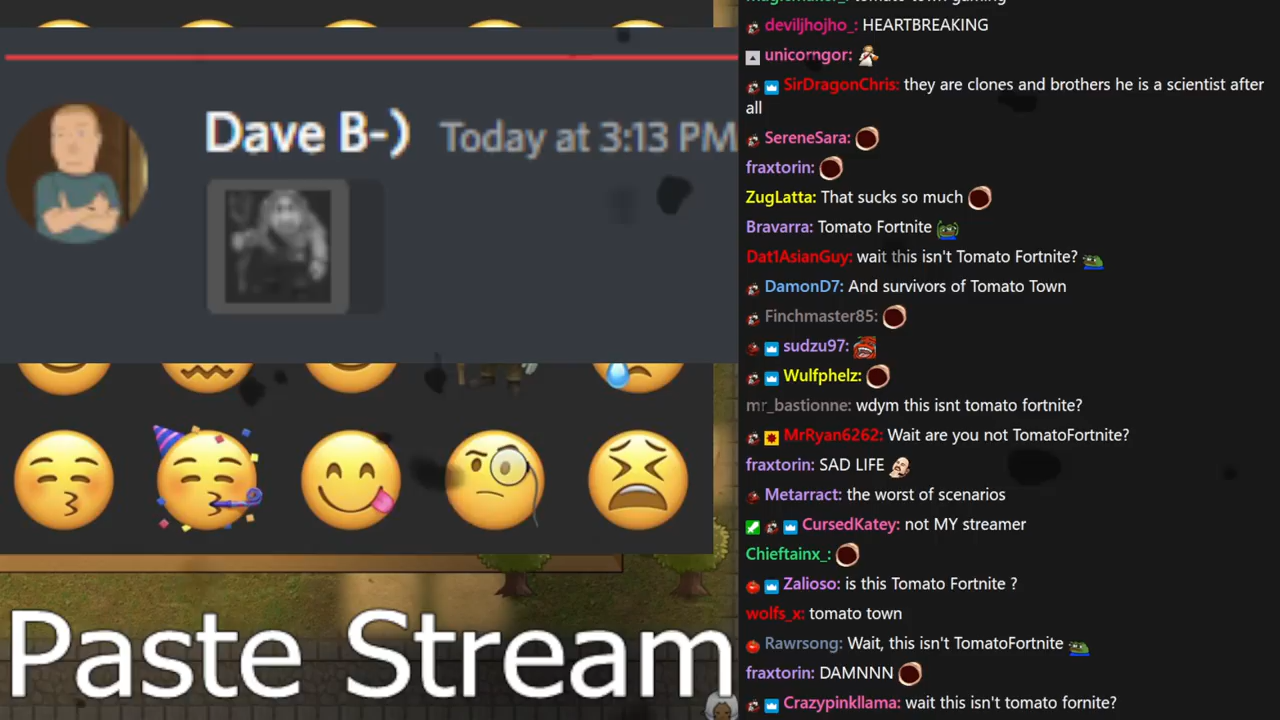 Dave B-) Today at 3:13 PM
Paste Stream
deviljhojho_: HEARTBREAKING
unicorngor:
SirDragonChris: they are clones and brothers he is a scientist after
all
SereneSara:
fraxtorin:
ZugLatta: That sucks so much
Bravarra: Tomato Fortnite
Dat1AsianGuy: wait this isn't Tomato Fortnite?
DamonD7: And survivors of Tomato Town
Finchmaster85:
sudzu97:
Wulfphelz:
mr_bastionne: wdym this isnt tomato fortnite?
MrRyan6262: Wait are you not TomatoFortnite?
fraxtorin: SAD LIFE
Metarract: the worst of scenarios
CursedKatey: not MY streamer
Chieftainx_:
Zalioso: is this Tomato Fortnite ?
wolfs_x: tomato town
Rawrsong: Wait, this isn't TomatoFortnite
fraxtorin: DAMNNN
Crazypinkllama: wait this isn't tomato fornite?